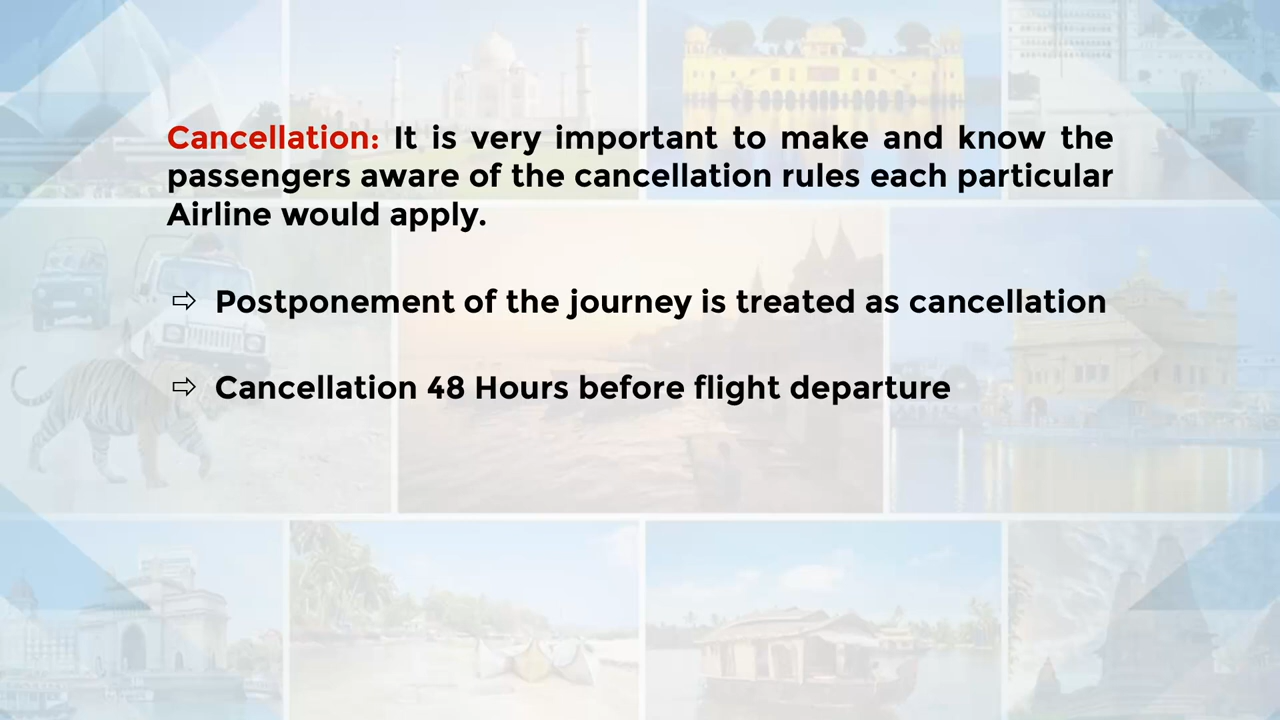 Cancellation: It is very important to make and know the
passengers aware of the cancellation rules each particular
Airline would apply.
⇨ Postponement of the journey is treated as cancellation
⇨ Cancellation 48 Hours before flight departure